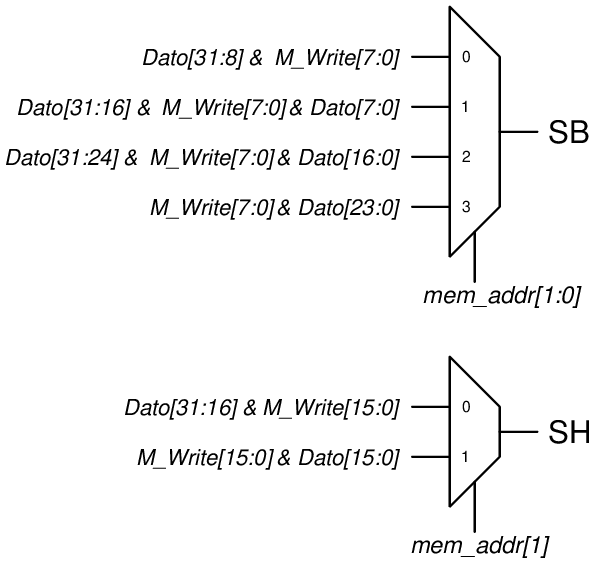 Dato[31:8] & M_Write[7:0] 0
Dato[31:16] & M_Write[7:0] & Dato[7:0] 1
SB
Dato[31:24] & M_Write[7:0] & Dato[16:0] 2
M_Write[7:0] & Dato[23:0] 3
mem_addr[1:0]
Dato[31:16] & M_Write[15:0] 0
SH
M_Write[15:0] & Dato[15:0] 1
mem_addr[1]